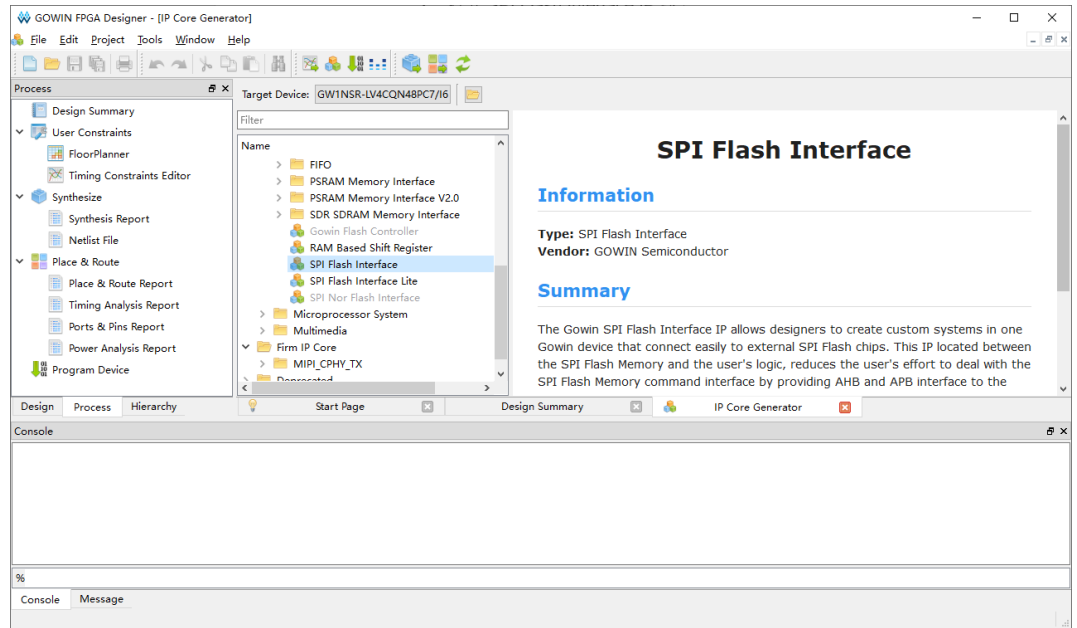 GOWIN FPGA Designer - [IP Core Generator]
File Edit Project Tools Window Help
Process
Design Summary
User Constraints
FloorPlanner
Timing Constraints Editor
Synthesize
Synthesis Report
Netlist File
Place & Route
Place & Route Report
Timing Analysis Report
Ports & Pins Report
Power Analysis Report
Program Device
Design Process Hierarchy
Target Device: GW1NSR-LV4CQN48PC7/I6
Filter
Name
FIFO
PSRAM Memory Interface
PSRAM Memory Interface V2.0
SDR SDRAM Memory Interface
Gowin Flash Controller
RAM Based Shift Register
SPI Flash Interface
SPI Flash Interface Lite
SPI Nor Flash Interface
Microprocessor System
Multimedia
Firm IP Core
MIPI_CPHY_TX
Deprecated
SPI Flash Interface
Information
Type: SPI Flash Interface
Vendor: GOWIN Semiconductor
Summary
The Gowin SPI Flash Interface IP allows designers to create custom systems in one
Gowin device that connect easily to external SPI Flash chips. This IP located between
the SPI Flash Memory and the user's logic, reduces the user's effort to deal with the
SPI Flash Memory command interface by providing AHB and APB interface to the
Start Page Design Summary IP Core Generator
Console
%
Console Message